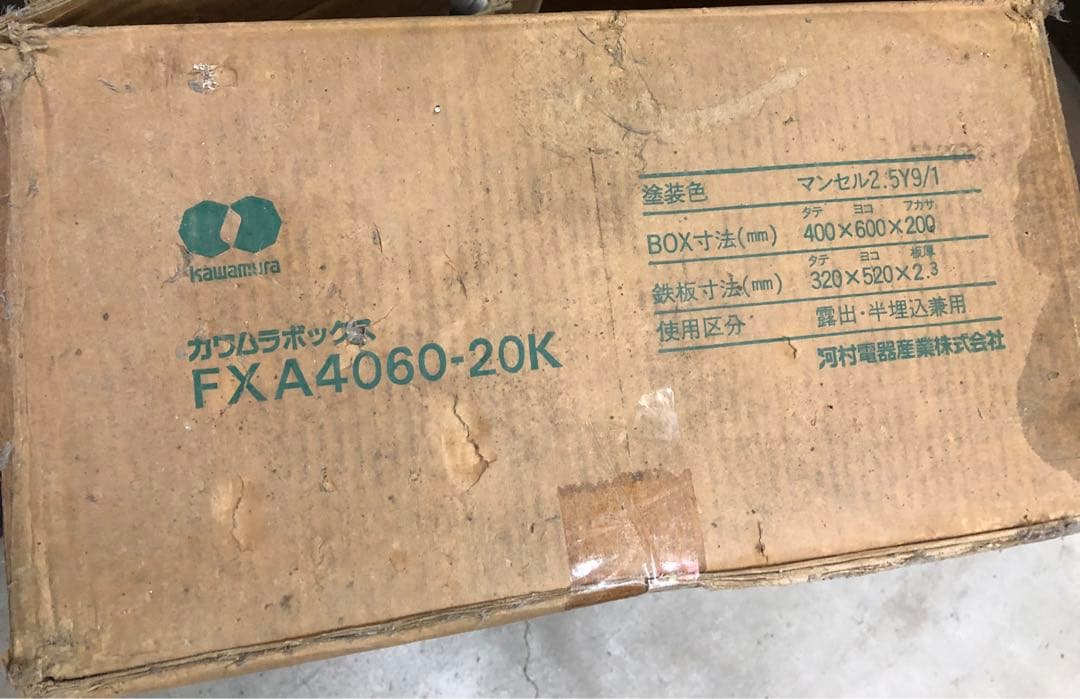 kawamura
カワムラボックス
FXA4060-20K
塗装色 マンセル2.5Y9/1
タテ ヨコ フカサ
BOX寸法(mm) 400×600×200
タテ ヨコ 板厚
鉄板寸法(mm) 320×520×2.3
使用区分 露出・半埋込兼用
河村電器産業株式会社